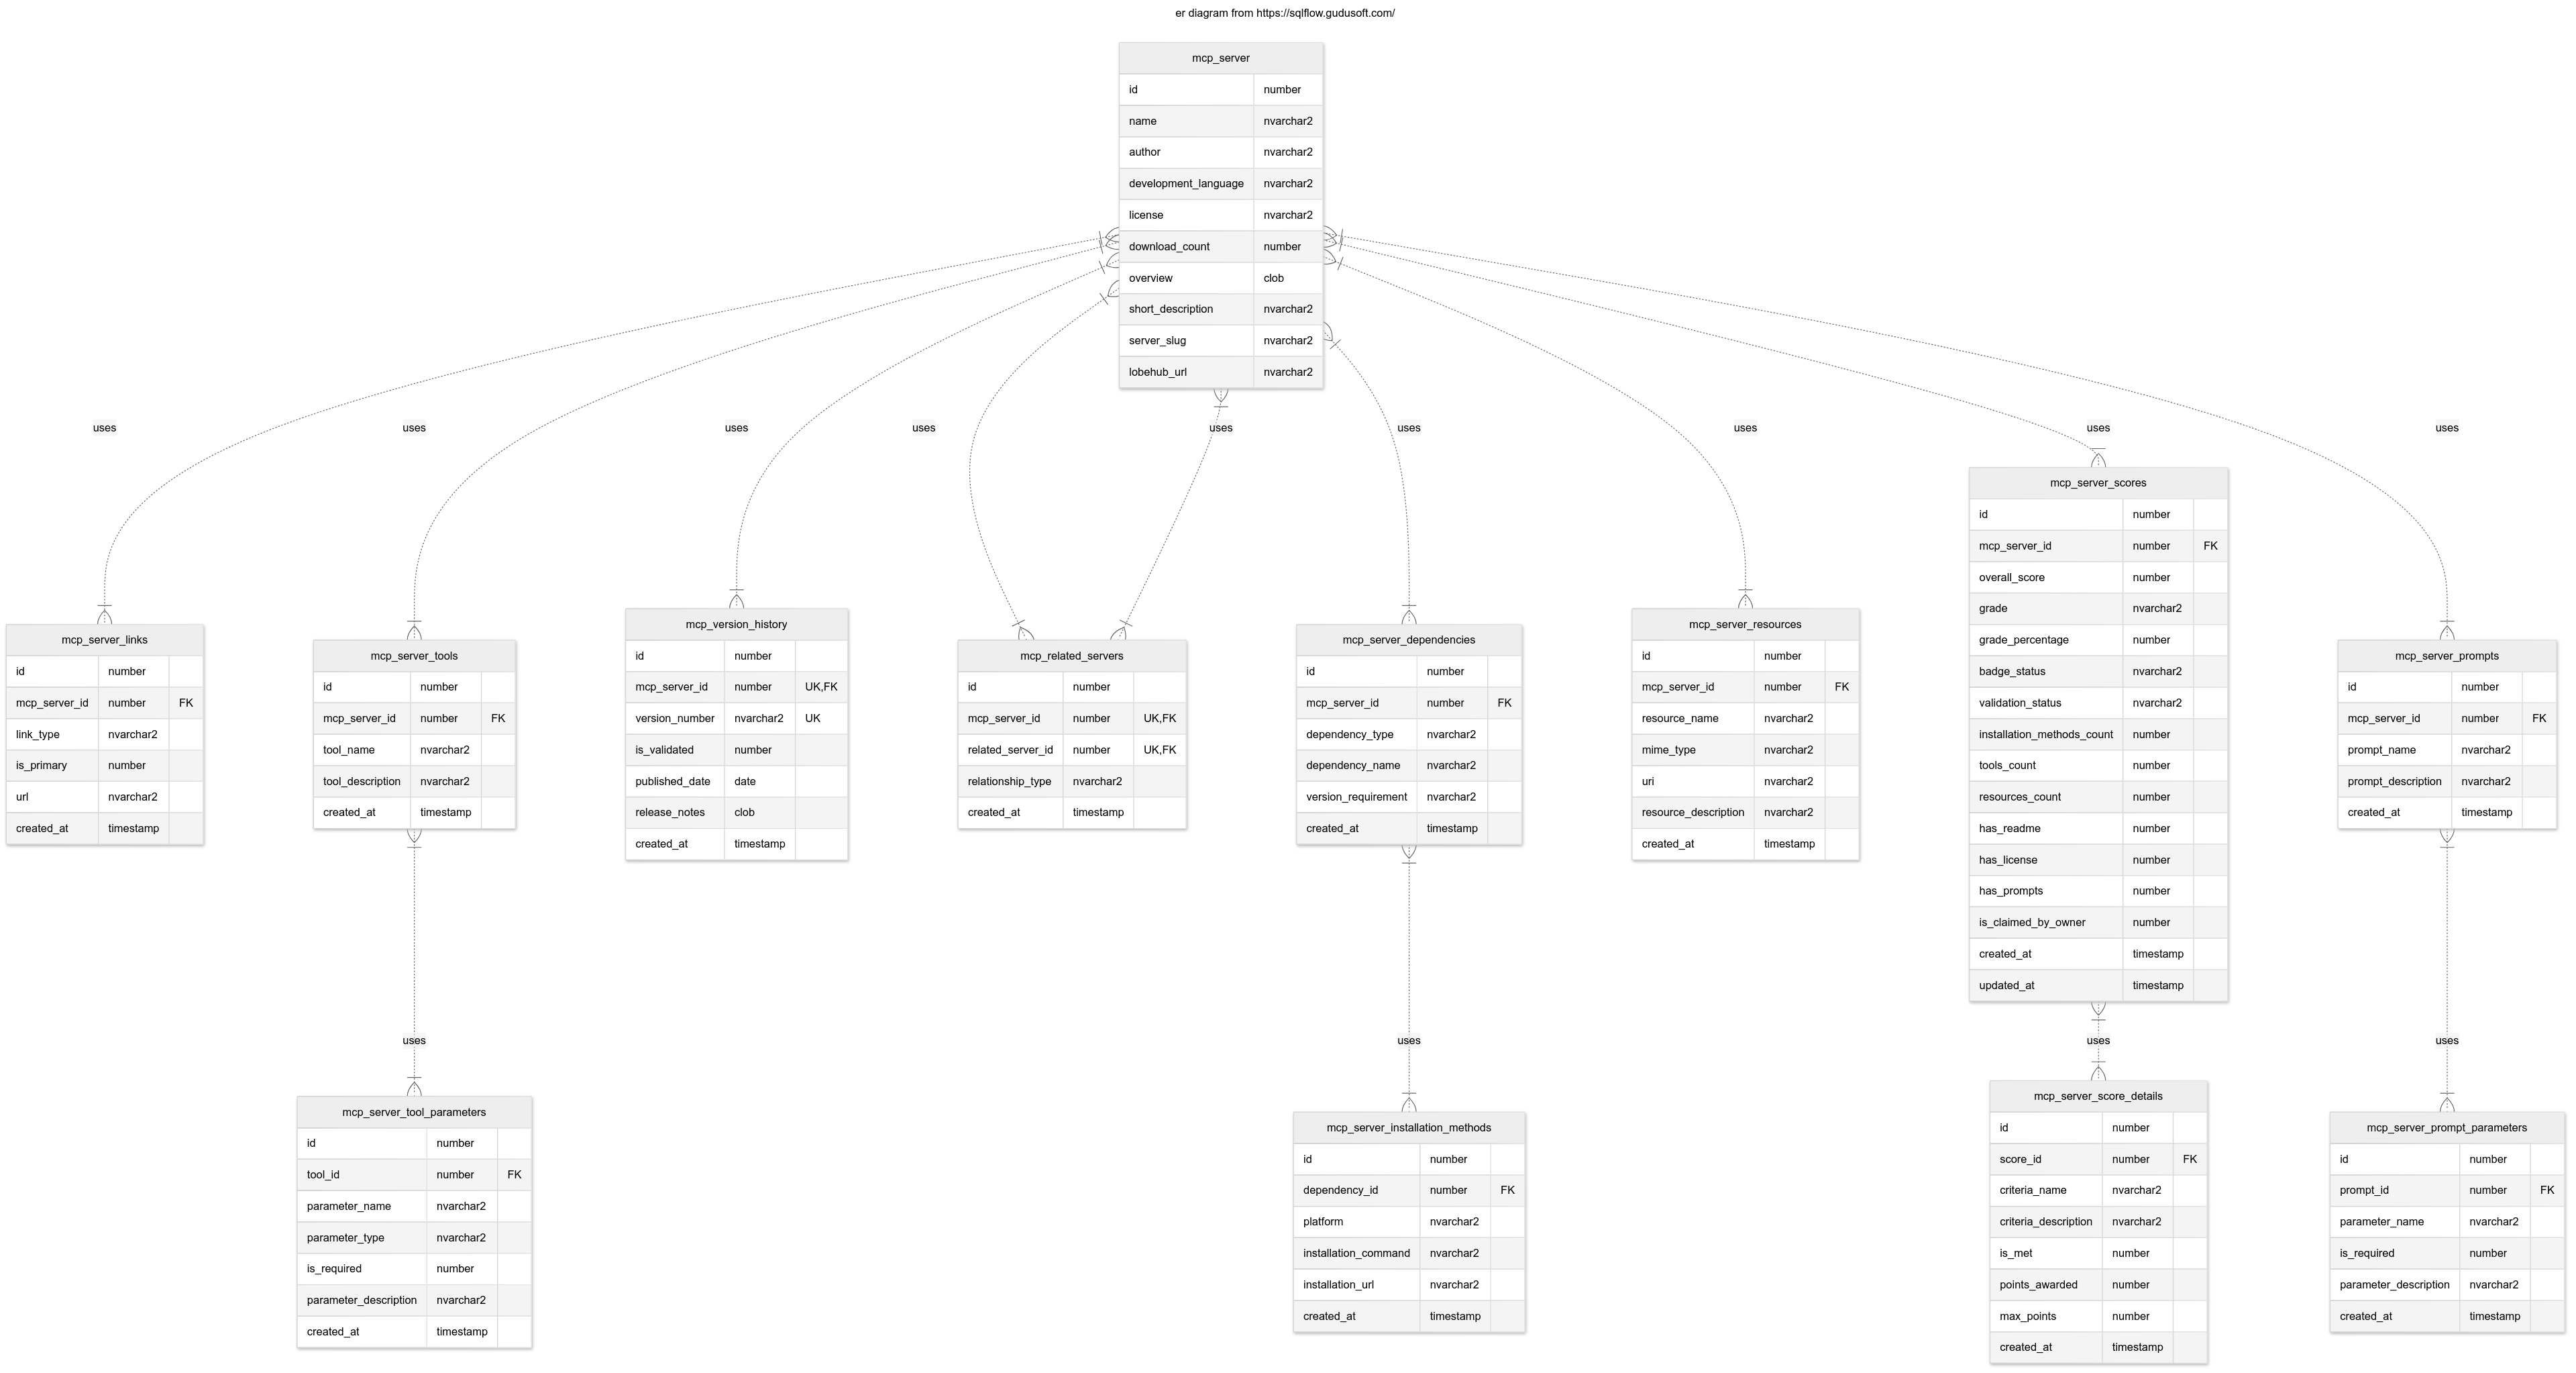 er diagram from https://sqlflow.gudusoft.com/
mcp_server
id number
name nvarchar2
author nvarchar2
development_language nvarchar2
license nvarchar2
download_count number
overview clob
short_description nvarchar2
server_slug nvarchar2
lobehub_url nvarchar2
uses
uses
uses
uses
uses
uses
uses
uses
uses
mcp_server_links
id number
mcp_server_id number FK
link_type nvarchar2
is_primary number
url nvarchar2
created_at timestamp
mcp_server_tools
id number
mcp_server_id number FK
tool_name nvarchar2
tool_description nvarchar2
created_at timestamp
mcp_version_history
id number
mcp_server_id number UK,FK
version_number nvarchar2 UK
is_validated number
published_date date
release_notes clob
created_at timestamp
mcp_related_servers
id number
mcp_server_id number UK,FK
related_server_id number UK,FK
relationship_type nvarchar2
created_at timestamp
mcp_server_dependencies
id number
mcp_server_id number FK
dependency_type nvarchar2
dependency_name nvarchar2
version_requirement nvarchar2
created_at timestamp
mcp_server_resources
id number
mcp_server_id number FK
resource_name nvarchar2
mime_type nvarchar2
uri nvarchar2
resource_description nvarchar2
created_at timestamp
mcp_server_scores
id number
mcp_server_id number FK
overall_score number
grade nvarchar2
grade_percentage number
badge_status nvarchar2
validation_status nvarchar2
installation_methods_count number
tools_count number
resources_count number
has_readme number
has_license number
has_prompts number
is_claimed_by_owner number
created_at timestamp
updated_at timestamp
mcp_server_prompts
id number
mcp_server_id number FK
prompt_name nvarchar2
prompt_description nvarchar2
created_at timestamp
uses
uses
uses
uses
mcp_server_tool_parameters
id number
tool_id number FK
parameter_name nvarchar2
parameter_type nvarchar2
is_required number
parameter_description nvarchar2
created_at timestamp
mcp_server_installation_methods
id number
dependency_id number FK
platform nvarchar2
installation_command nvarchar2
installation_url nvarchar2
created_at timestamp
mcp_server_score_details
id number
score_id number FK
criteria_name nvarchar2
criteria_description nvarchar2
is_met number
points_awarded number
max_points number
created_at timestamp
mcp_server_prompt_parameters
id number
prompt_id number FK
parameter_name nvarchar2
is_required number
parameter_description nvarchar2
created_at timestamp